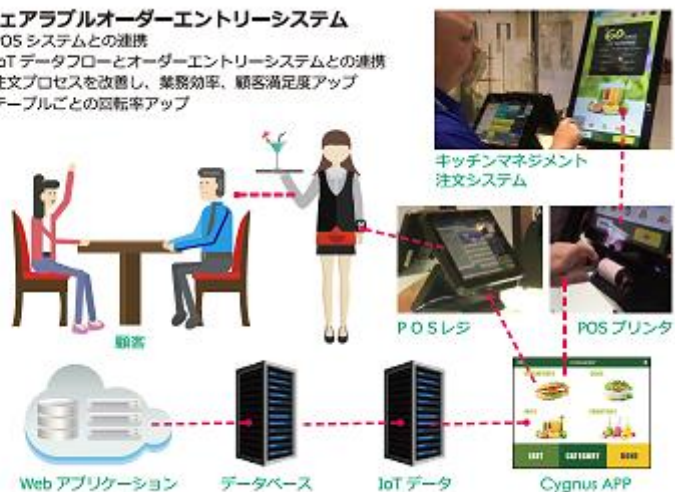 ェアラブルオーダーエントリーシステム
POS システムとの連携
IoT データフローとオーダーエントリーシステムとの連携
注文プロセスを改善し、業務効率、顧客満足度アップ
テーブルごとの回転率アップ
キッチンマネジメント
注文システム
顧客
POSレジ
POS プリンタ
EXIT
CATEGORY
DONE
Web アプリケーション
データベース
IoT データ
Cygnus APP